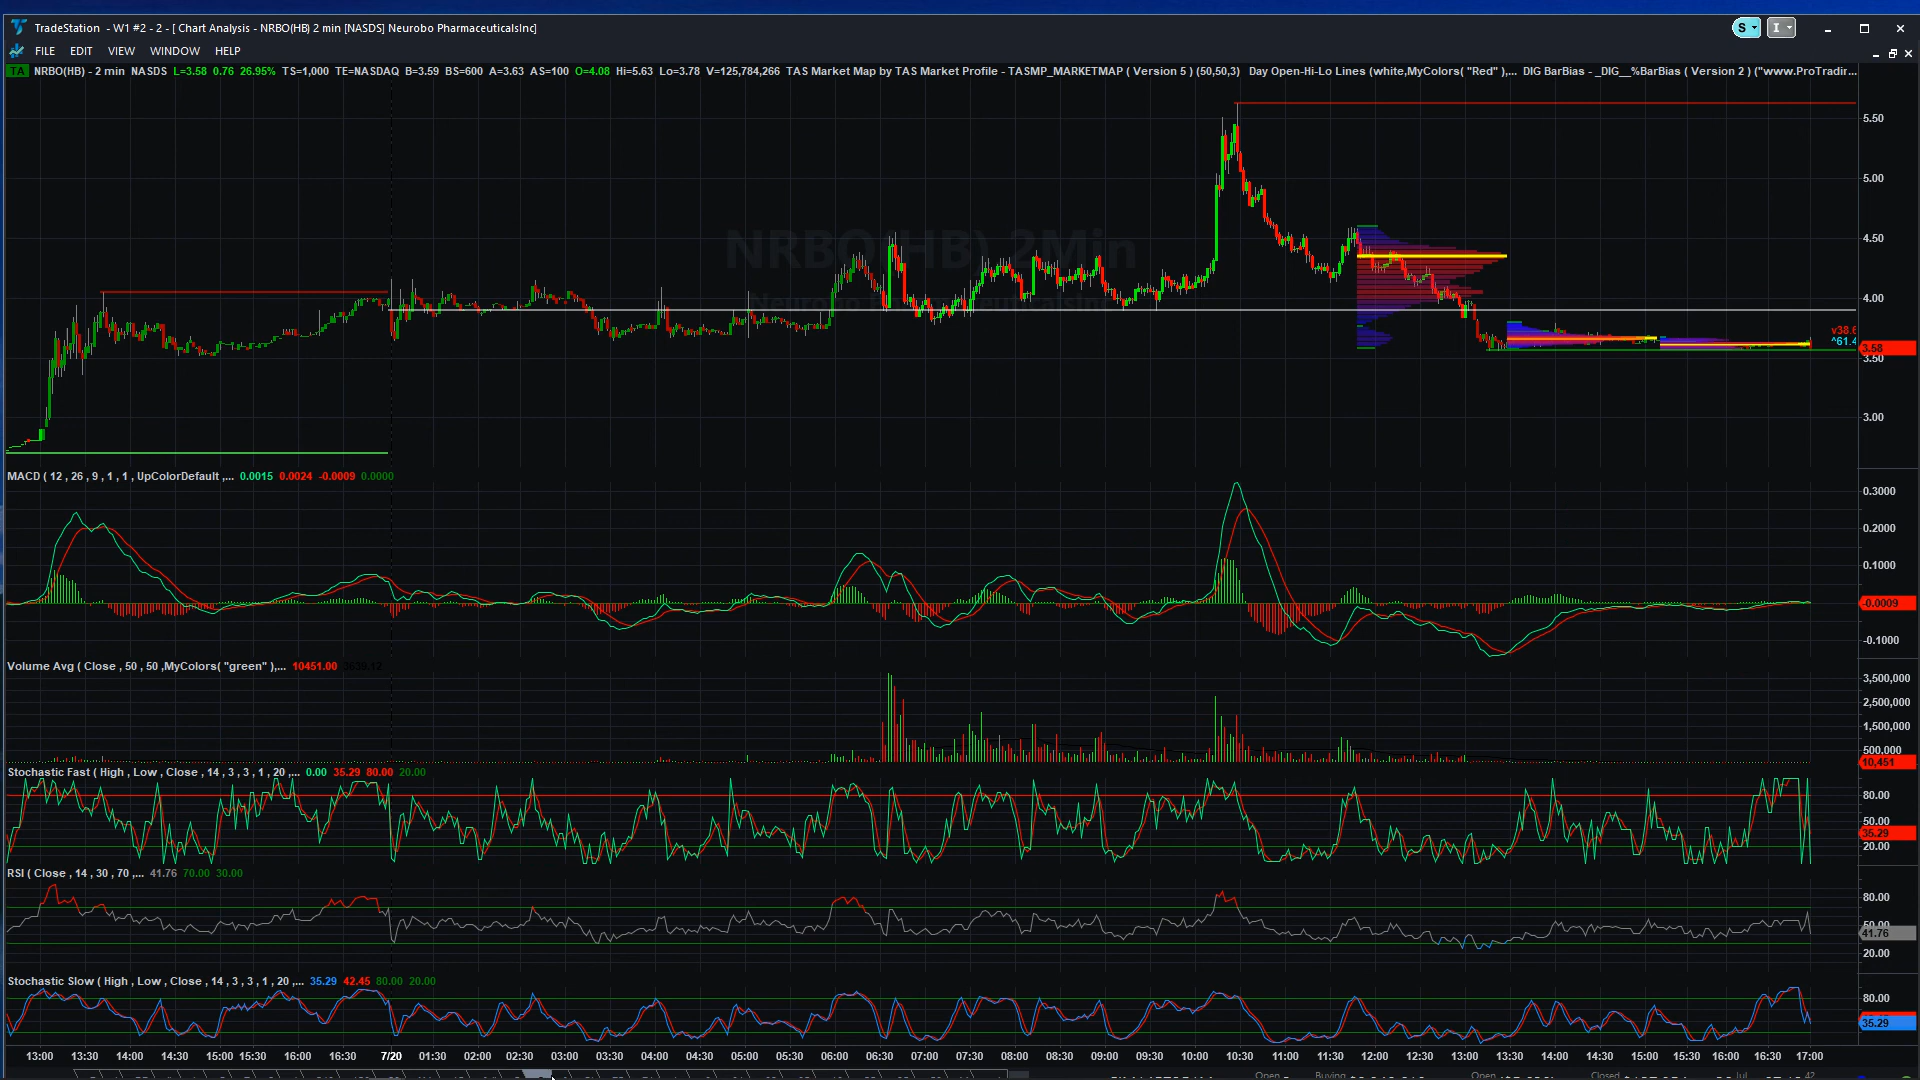 TradeStation - W1 #2 - 2 - [ Chart Analysis - NRBO(HB) 2 min [NASDS] Neurobo PharmaceuticalsInc]
S I
FILE EDIT VIEW WINDOW HELP
TA NRBO(HB) - 2 min NASDS L=3.58 0.76 26.95% TS=1,000 TE=NASDAQ B=3.59 BS=600 A=3.63 AS=100 O=4.08 Hi=5.63 Lo=3.78 V=125,784,266 TAS Market Map by TAS Market Profile - TASMP_MARKETMAP ( Version 5 ) (50,50,3) Day Open-Hi-Lo Lines (white,MyColors( "Red" ),... DIG BarBias - _DIG__%BarBias ( Version 2 ) ("www.ProTradin...
NRBO(HB) 2Min
5.50
5.00
4.50
4.00
v38.6
^61.4
3.58
3.50
3.00
MACD ( 12 , 26 , 9 , 1 , 1 , UpColorDefault ,... 0.0015 0.0024 -0.0009 0.0000
0.3000
0.2000
0.1000
-0.0009
-0.1000
Volume Avg ( Close , 50 , 50 ,MyColors( "green" ),... 10451.00
3,500,000
2,500,000
1,500,000
500,000
10,451
Stochastic Fast ( High , Low , Close , 14 , 3 , 3 , 1 , 20 ,... 0.00 35.29 80.00 20.00
80.00
50.00
35.29
20.00
RSI ( Close , 14 , 30 , 70 ,... 41.76 70.00 30.00
80.00
50.00
41.76
20.00
Stochastic Slow ( High , Low , Close , 14 , 3 , 3 , 1 , 20 ,... 35.29 42.45 80.00 20.00
80.00
35.29
13:00 13:30 14:00 14:30 15:00 15:30 16:00 16:30 7/20 01:30 02:00 02:30 03:00 03:30 04:00 04:30 05:00 05:30 06:00 06:30 07:00 07:30 08:00 08:30 09:00 09:30 10:00 10:30 11:00 11:30 12:00 12:30 13:00 13:30 14:00 14:30 15:00 15:30 16:00 16:30 17:00